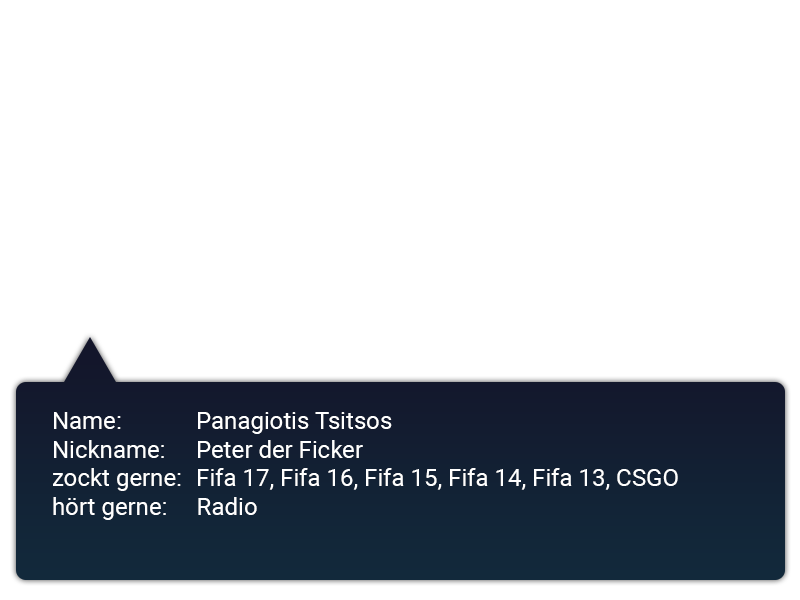 Name: Panagiotis Tsitsos
Nickname: Peter der Ficker
zockt gerne: Fifa 17, Fifa 16, Fifa 15, Fifa 14, Fifa 13, CSGO
hört gerne: Radio